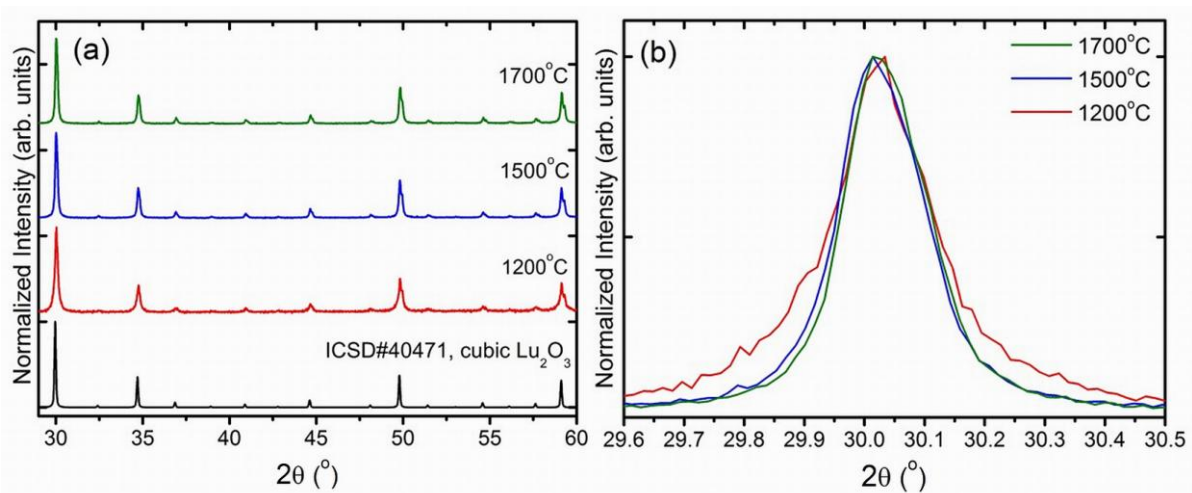 (a)
1700°C
1500°C
1200°C
ICSD#40471, cubic Lu₂O₃
Normalized Intensity (arb. units)
30 35 40 45 50 55 60
2θ (°)
(b)
1700°C
1500°C
1200°C
Normalized Intensity (arb. units)
29.6 29.7 29.8 29.9 30.0 30.1 30.2 30.3 30.4 30.5
2θ (°)